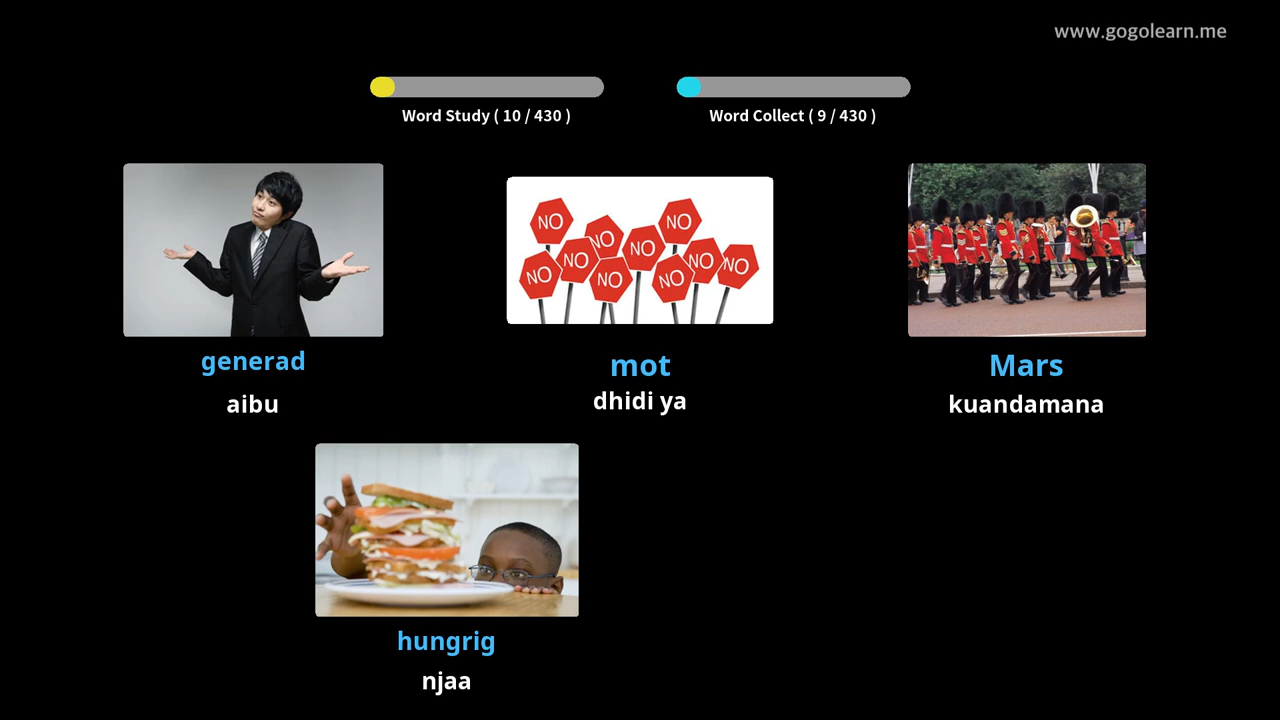 www.gogolearn.me
Word Study ( 10 / 430 )
Word Collect ( 9 / 430 )
NO
NO
NO
NO
NO
NO
NO
NO
NO
NO
generad
aibu
mot
dhidi ya
Mars
kuandamana
hungrig
njaa